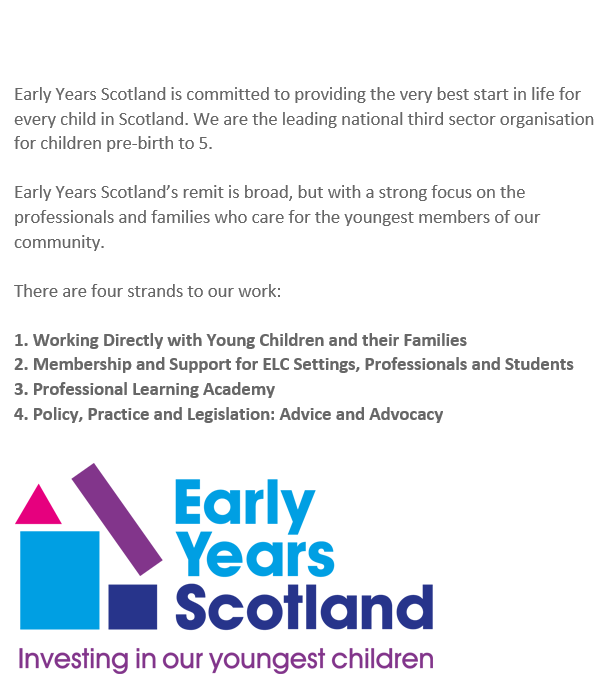 Early Years Scotland is committed to providing the very best start in life for
every child in Scotland. We are the leading national third sector organisation
for children pre-birth to 5.
Early Years Scotland’s remit is broad, but with a strong focus on the
professionals and families who care for the youngest members of our
community.
There are four strands to our work:
1. Working Directly with Young Children and their Families
2. Membership and Support for ELC Settings, Professionals and Students
3. Professional Learning Academy
4. Policy, Practice and Legislation: Advice and Advocacy
Early
Years
Scotland
Investing in our youngest children